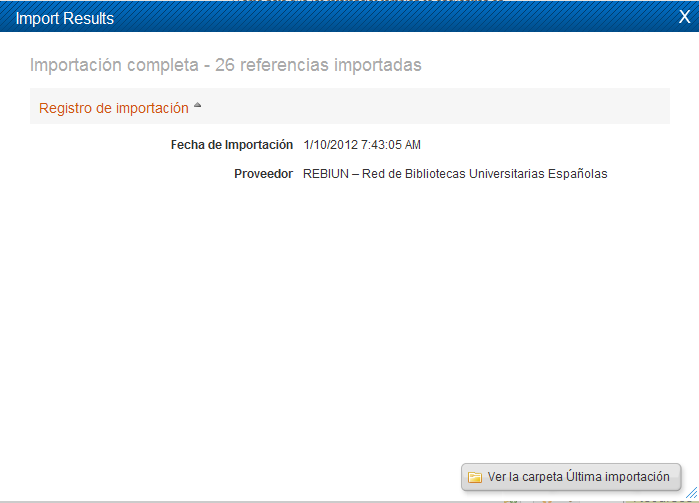 Import Results X
Importación completa - 26 referencias importadas
Registro de importación
Fecha de Importación 1/10/2012 7:43:05 AM
Proveedor REBIUN – Red de Bibliotecas Universitarias Españolas
Ver la carpeta Última importación